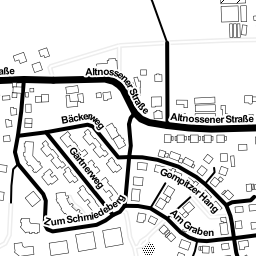 aße
Altnossener Straße
Altnossener Straße
Bäckerweg
Gärtnerweg
Gompitzer Hang
Zum Schmiedeberg
Am Graben